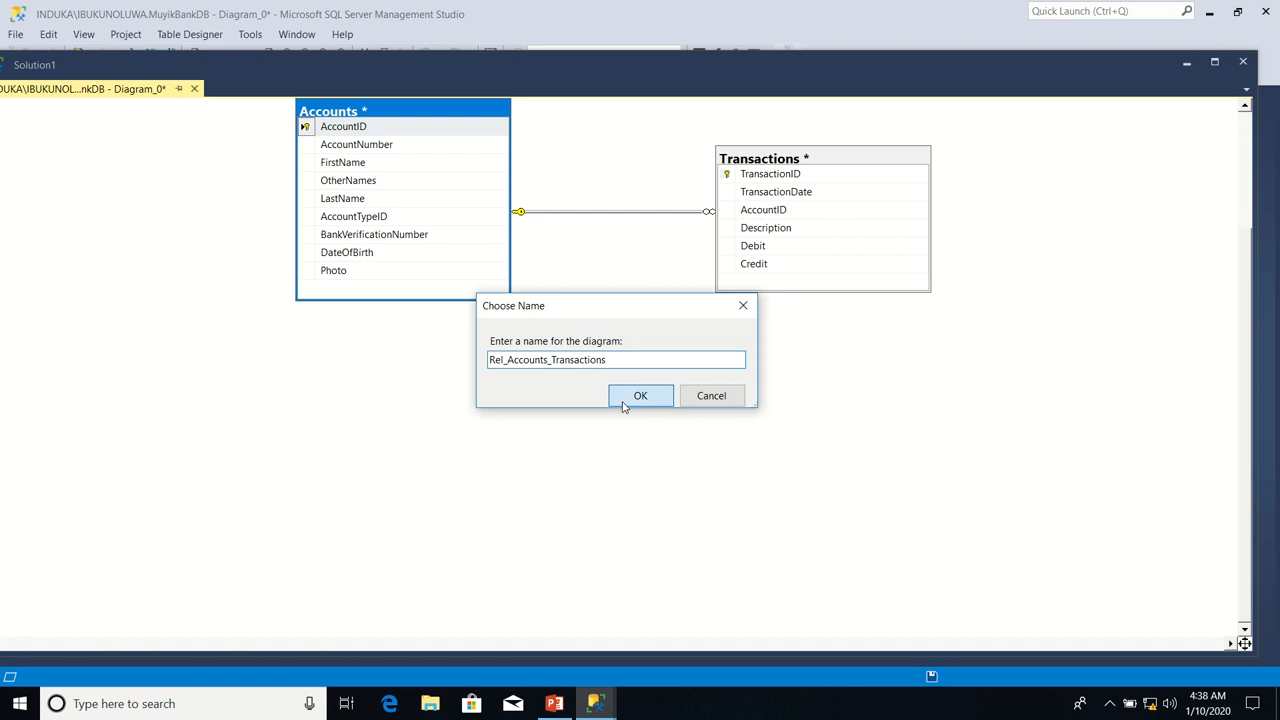 INDUKA\IBUKUNOLUWA.MuyikBankDB - Diagram_0* - Microsoft SQL Server Management Studio
Quick Launch (Ctrl+Q)
File Edit View Project Table Designer Tools Window Help
Solution1
DUKA\IBUKUNOL...nkDB - Diagram_0*
Accounts *
AccountID
AccountNumber
FirstName
OtherNames
LastName
AccountTypeID
BankVerificationNumber
DateOfBirth
Photo
Transactions *
TransactionID
TransactionDate
AccountID
Description
Debit
Credit
Choose Name
Enter a name for the diagram:
Rel_Accounts_Transactions
OK Cancel
Type here to search
4:38 AM
1/10/2020